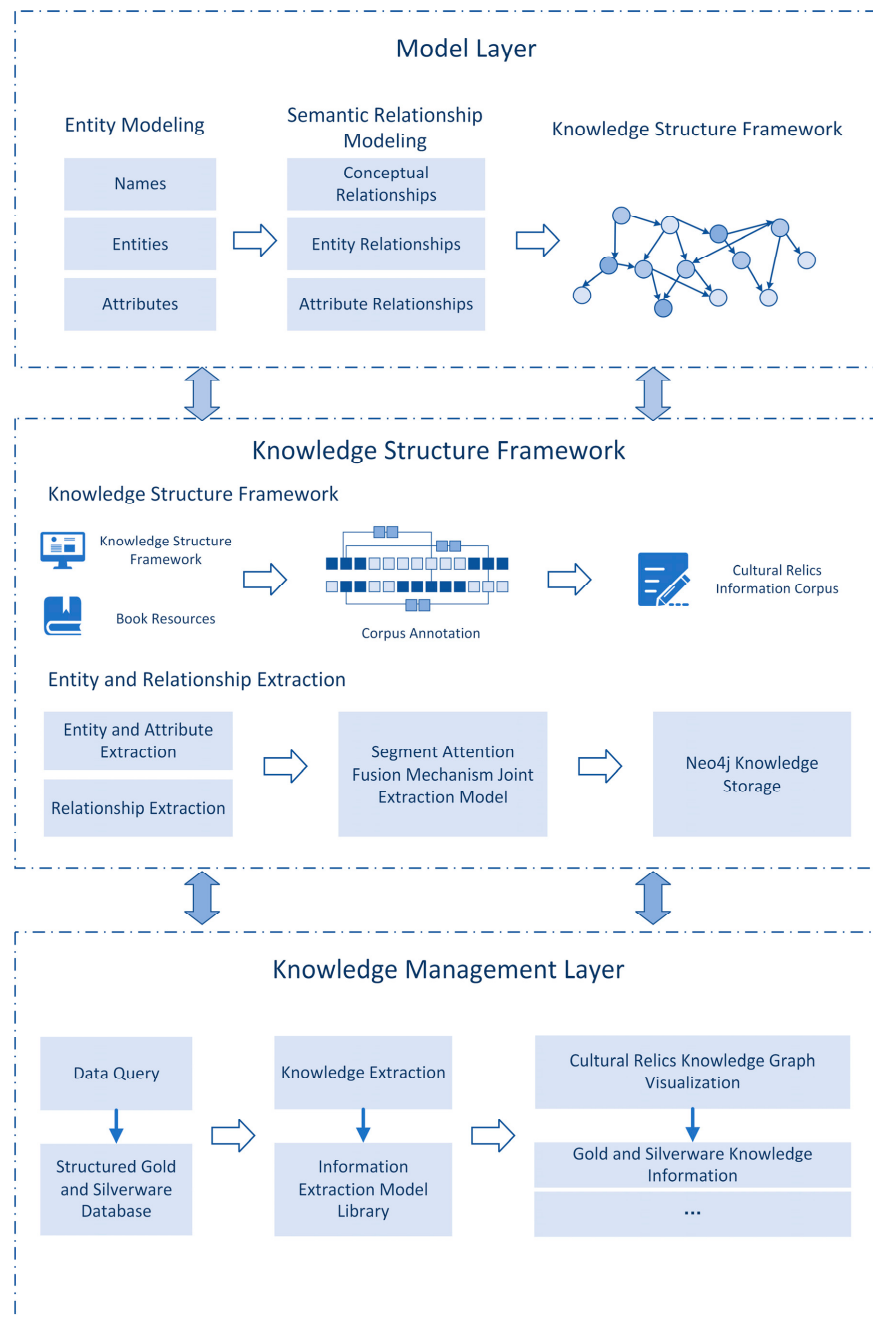 Model Layer
Entity Modeling
Names
Entities
Attributes
Semantic Relationship
Modeling
Conceptual
Relationships
Entity Relationships
Attribute Relationships
Knowledge Structure Framework
Knowledge Structure Framework
Knowledge Structure Framework
Knowledge Structure
Framework
Book Resources
Corpus Annotation
Cultural Relics
Information Corpus
Entity and Relationship Extraction
Entity and Attribute
Extraction
Relationship Extraction
Segment Attention
Fusion Mechanism Joint
Extraction Model
Neo4j Knowledge
Storage
Knowledge Management Layer
Data Query
Structured Gold
and Silverware
Database
Knowledge Extraction
Information
Extraction Model
Library
Cultural Relics Knowledge Graph
Visualization
Gold and Silverware Knowledge
Information
...